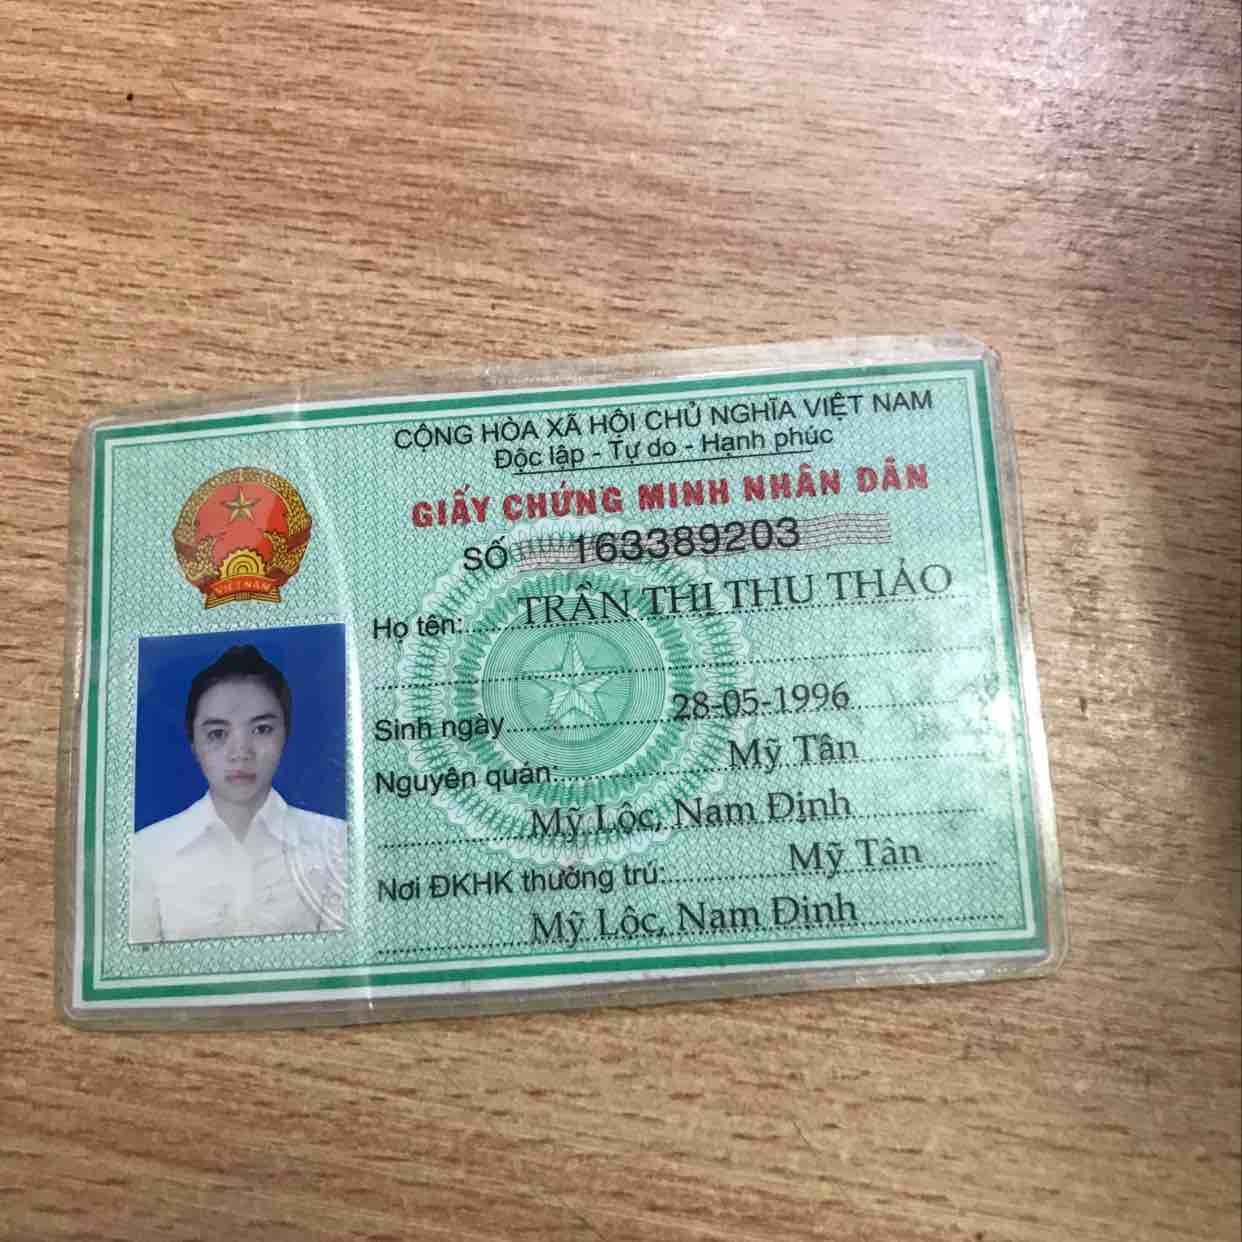 CỘNG HÒA XÃ HỘI CHỦ NGHĨA VIỆT NAM
Độc lập - Tự do - Hạnh phúc
GIẤY CHỨNG MINH NHÂN DÂN
SỐ 163389203
Họ tên: TRẦN THỊ THU THẢO
Sinh ngày 28-05-1996
Nguyên quán: Mỹ Tân
Mỹ Lộc, Nam Định
Nơi ĐKHK thường trú: Mỹ Tân
Mỹ Lộc, Nam Định
VIỆT NAM